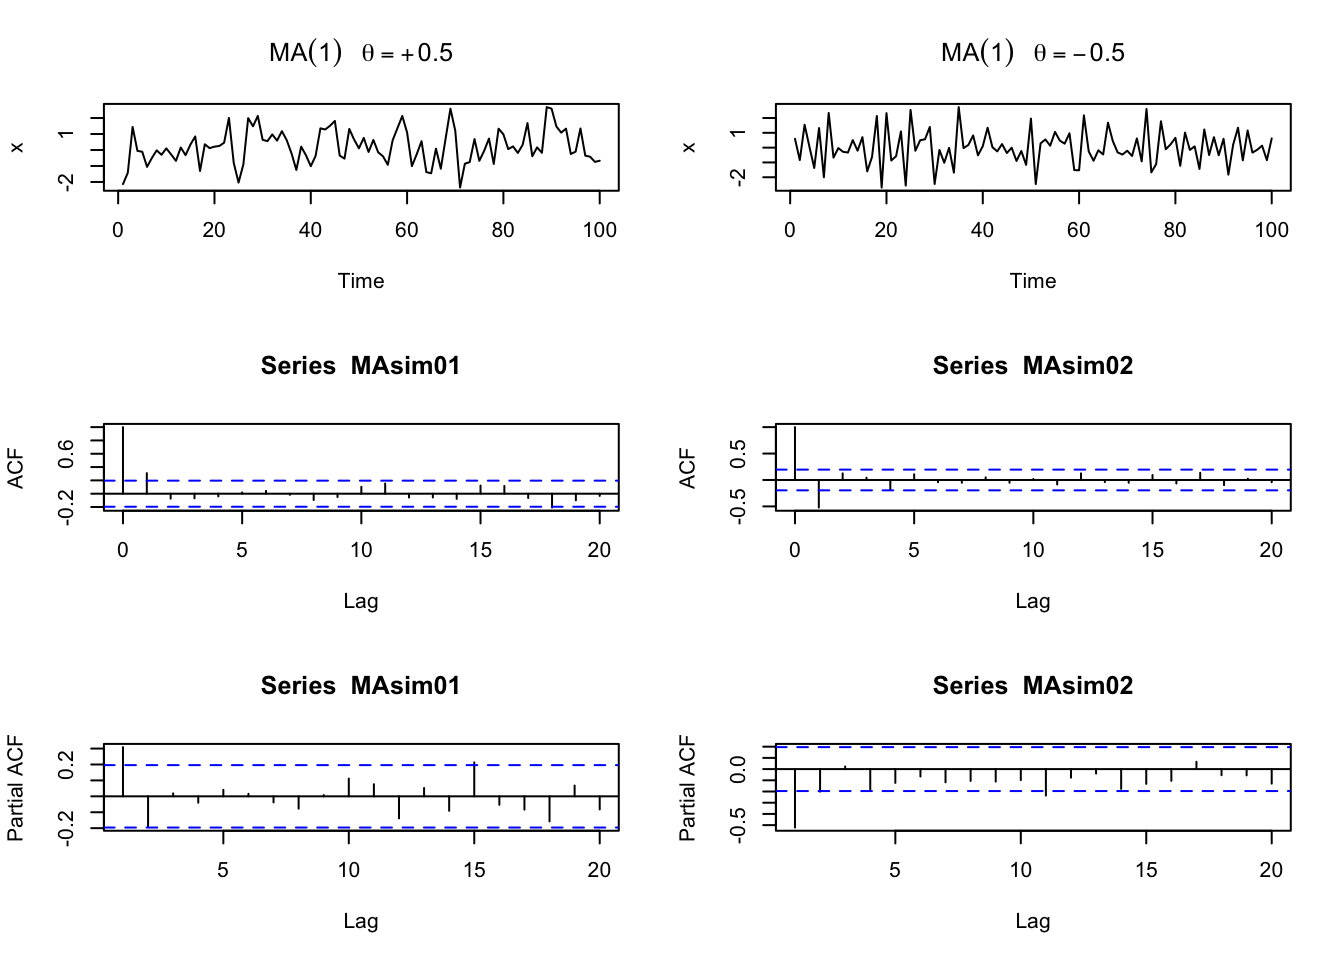 MA(1) θ = +0.5
x
1
-2
0 20 40 60 80 100
Time
MA(1) θ = −0.5
x
1
-2
0 20 40 60 80 100
Time
Series MAsim01
ACF
0.6
-0.2
0 5 10 15 20
Lag
Series MAsim02
ACF
0.5
-0.5
0 5 10 15 20
Lag
Series MAsim01
Partial ACF
0.2
-0.2
5 10 15 20
Lag
Series MAsim02
Partial ACF
0.0
-0.5
5 10 15 20
Lag